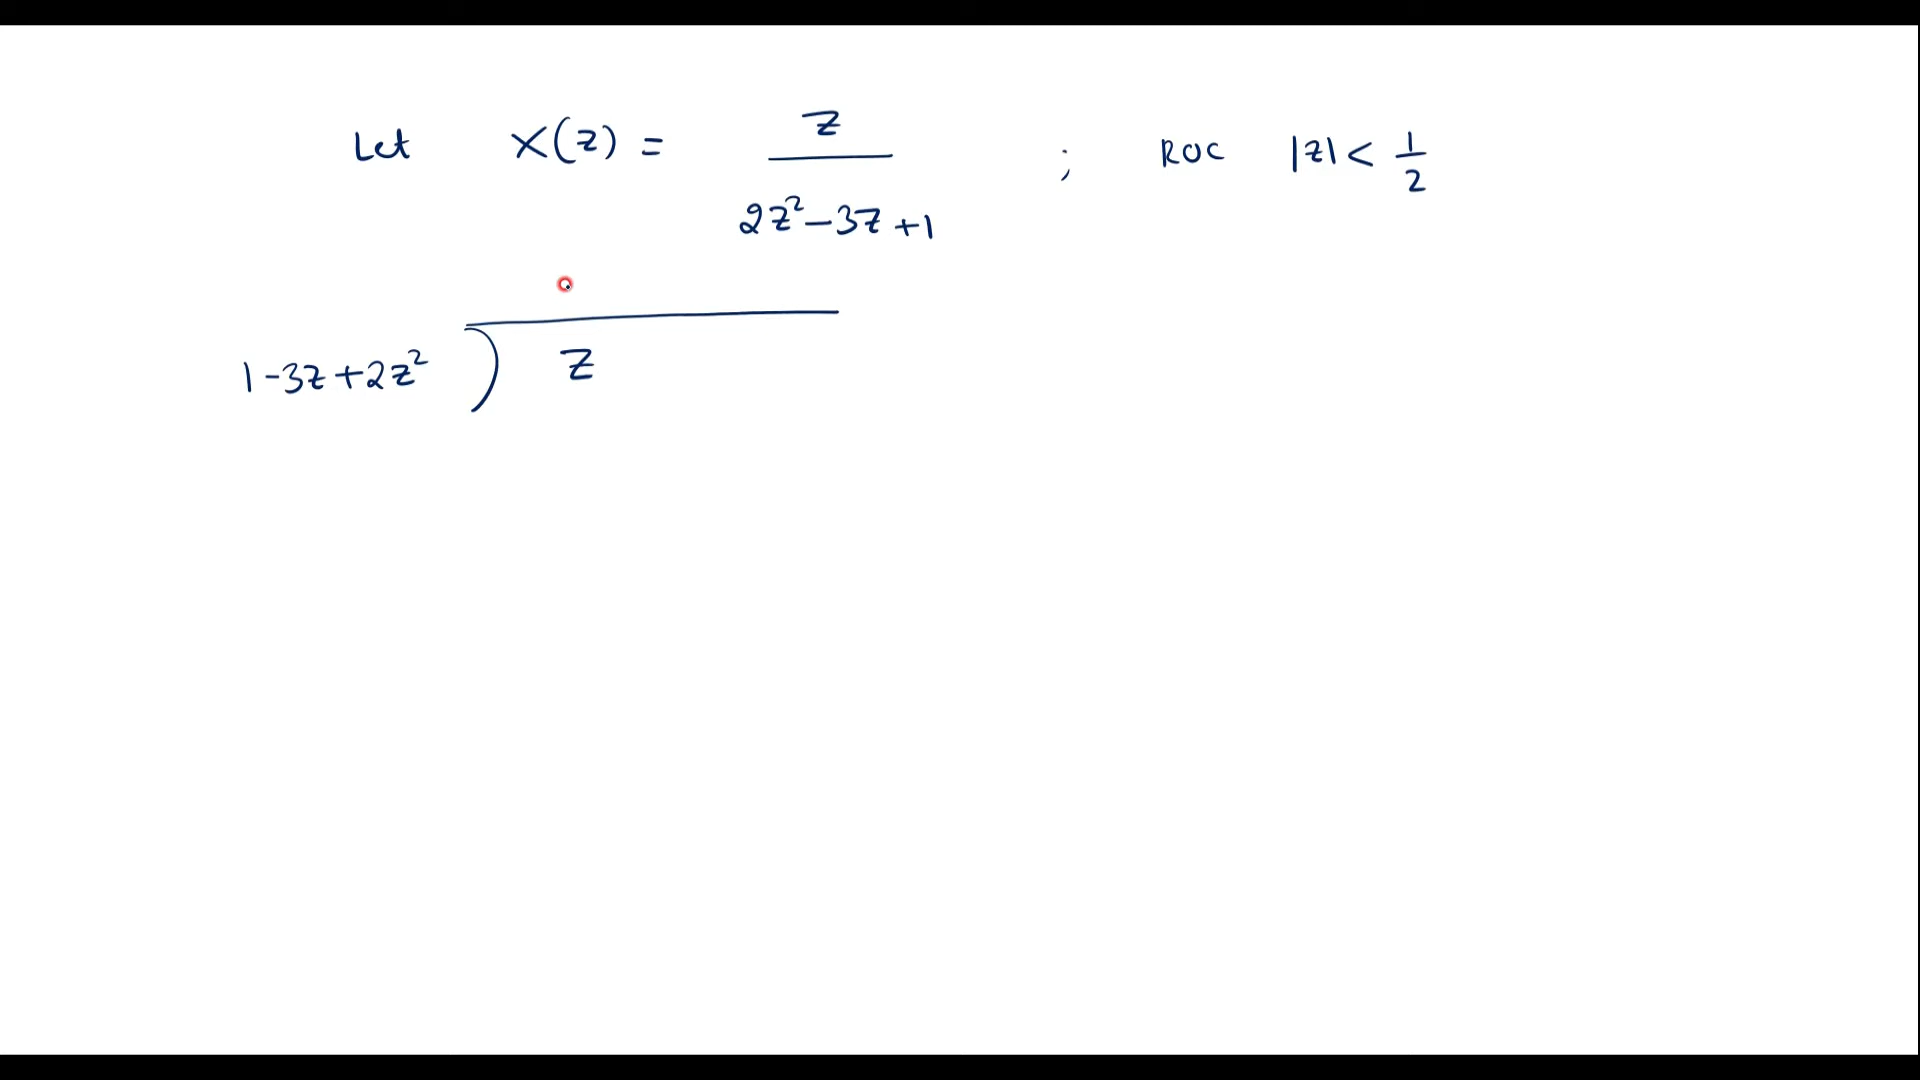 Let X(z) = z / 2z² - 3z + 1 ; ROC |z| < 1/2
1 - 3z + 2z² ) z